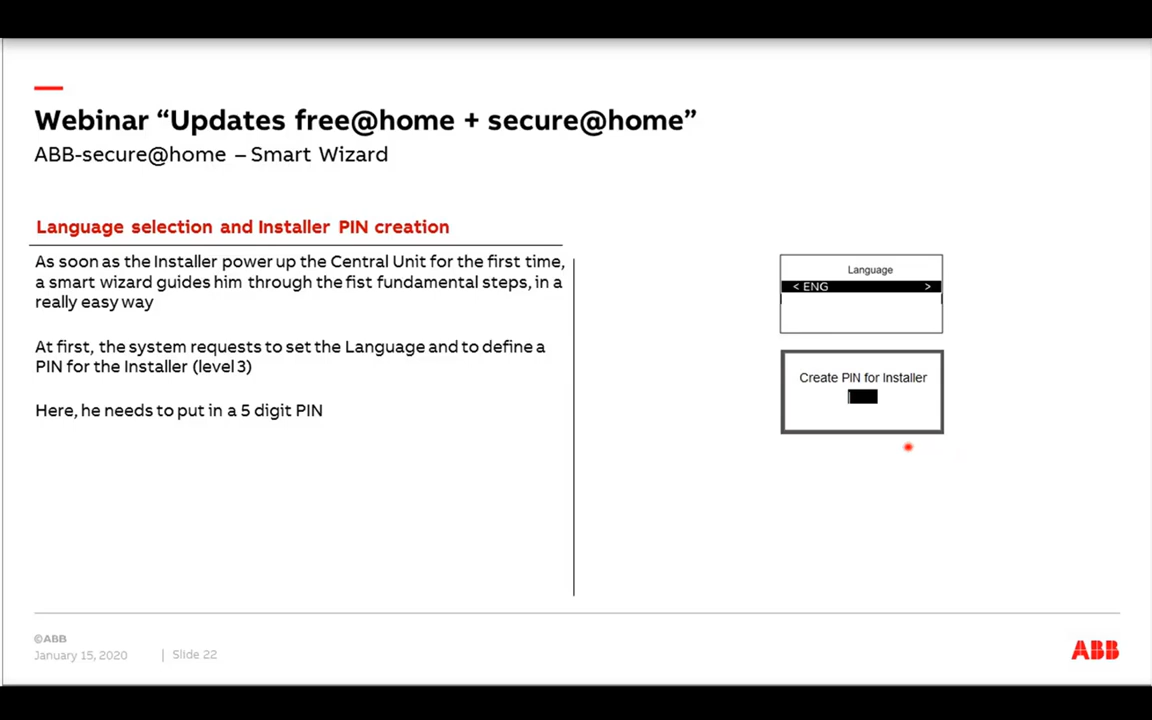 Webinar “Updates free@home + secure@home”
ABB-secure@home – Smart Wizard
Language selection and Installer PIN creation
As soon as the Installer power up the Central Unit for the first time,
a smart wizard guides him through the fist fundamental steps, in a
really easy way
At first, the system requests to set the Language and to define a
PIN for the Installer (level 3)
Here, he needs to put in a 5 digit PIN
Language
< ENG >
Create PIN for Installer
©ABB
January 15, 2020 | Slide 22
ABB